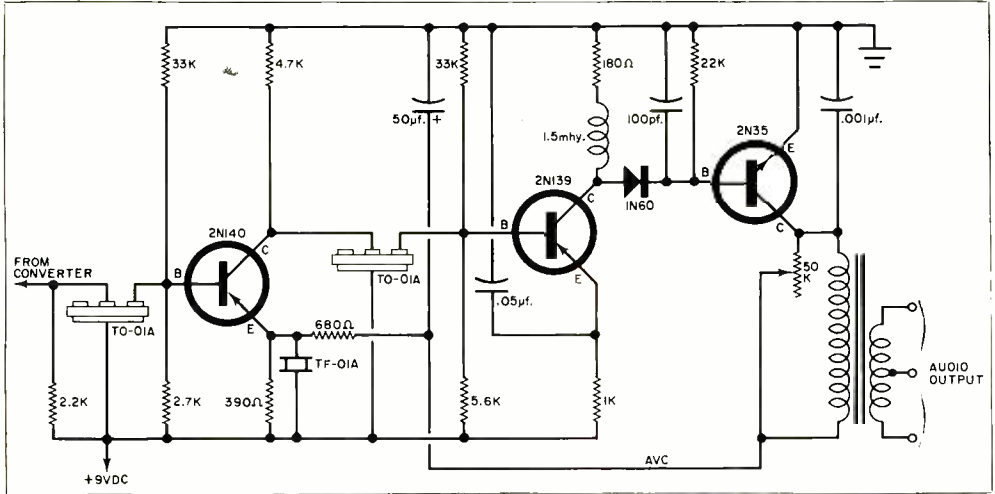 33K
4.7K
50µf. +
33K
180Ω
1.5mhy.
100pf.
22K
2N35
.001µf.
E
B
C
2N139
C
B
1N60
E
2N140
C
FROM
CONVERTER
B
TO-01A
TO-01A
E
680Ω
.05µf.
50
K
TF-01A
2.2K
2.7K
390Ω
5.6K
1K
AUDIO
OUTPUT
AVC
+9VDC